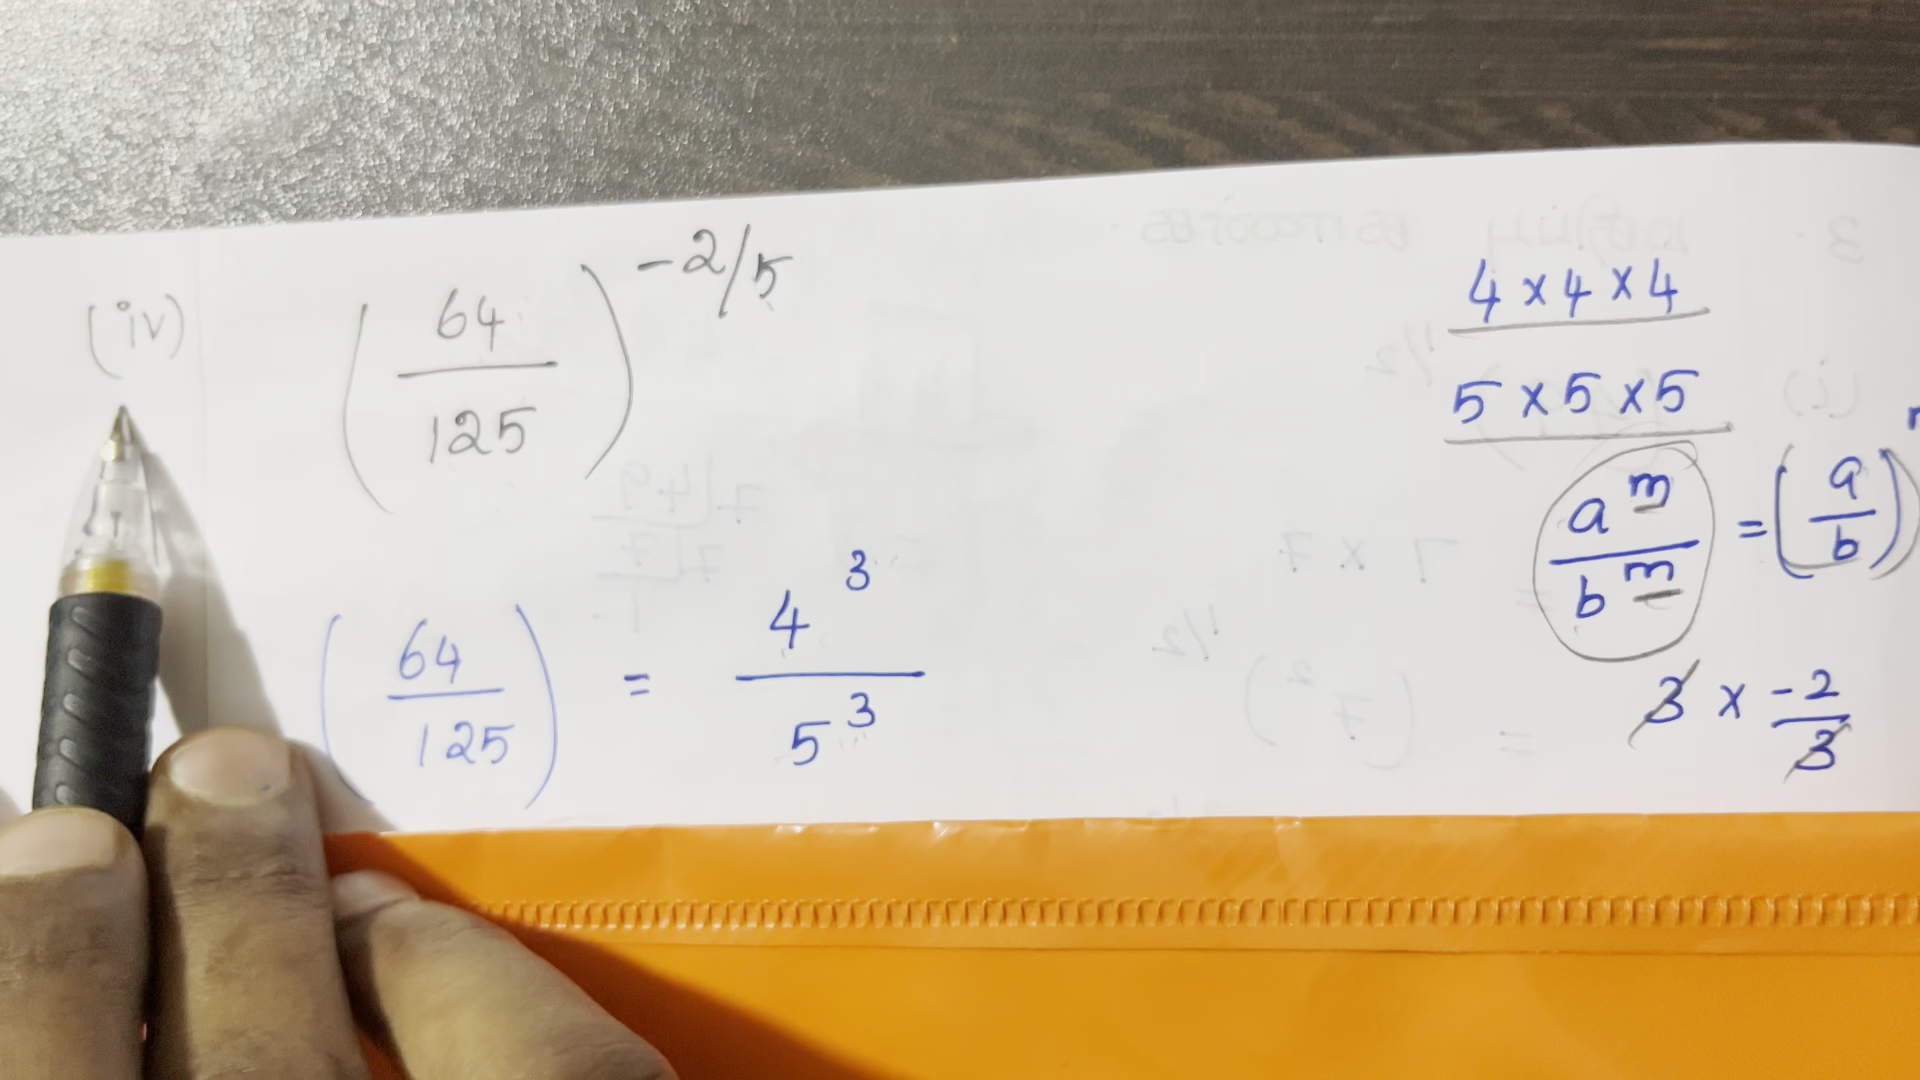 (iv) (64/125)^-2/5
4 × 4 × 4
5 × 5 × 5
a^m/b^m = (a/b)
(64/125) = 4^3/5^3
3 × -2/3